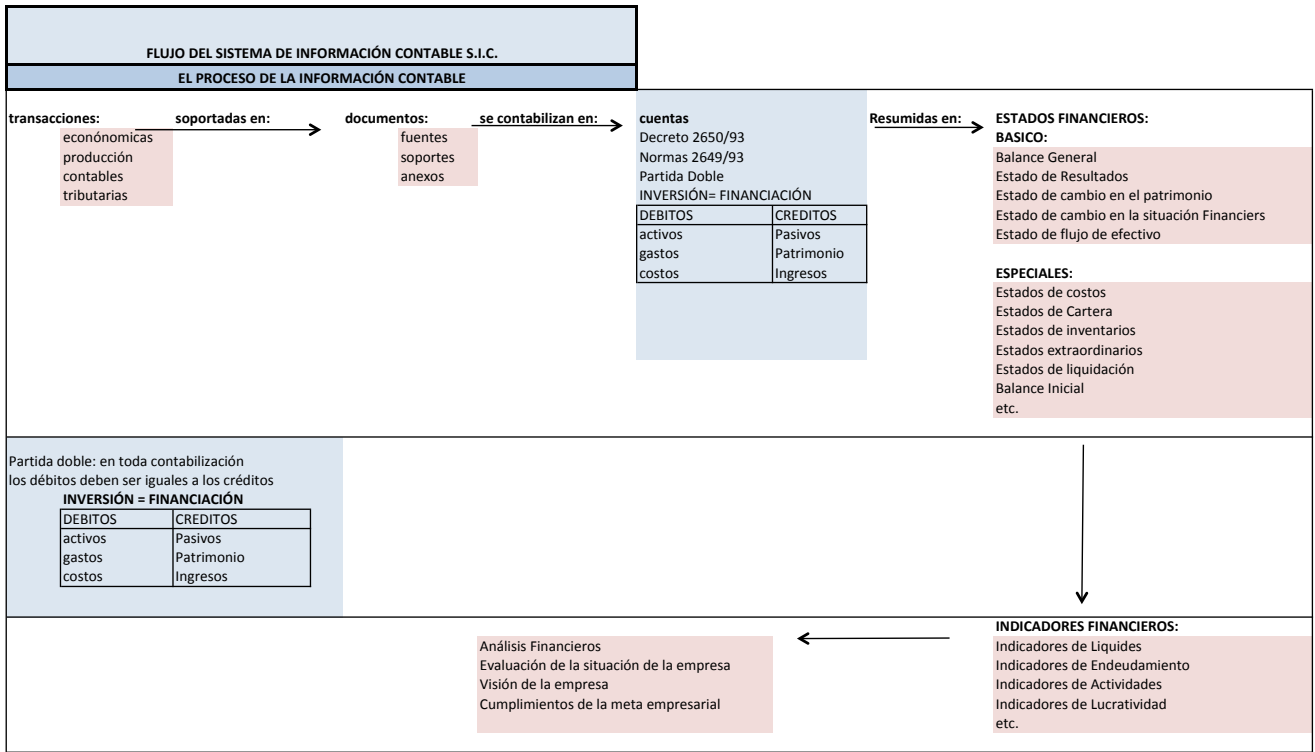 FLUJO DEL SISTEMA DE INFORMACIÓN CONTABLE S.I.C.
EL PROCESO DE LA INFORMACIÓN CONTABLE
transacciones:
económomicas
producción
contables
tributarias
soportadas en:
documentos:
fuentes
soportes
anexos
se contabilizan en:
cuentas
Decreto 2650/93
Normas 2649/93
Partida Doble
INVERSIÓN= FINANCIACIÓN
DEBITOS CREDITOS
activos Pasivos
gastos Patrimonio
costos Ingresos
Resumidas en:
ESTADOS FINANCIEROS:
BASICO:
Balance General
Estado de Resultados
Estado de cambio en el patrimonio
Estado de cambio en la situación Financiers
Estado de flujo de efectivo
ESPECIALES:
Estados de costos
Estados de Cartera
Estados de inventarios
Estados extraordinarios
Estados de liquidación
Balance Inicial
etc.
Partida doble: en toda contabilización
los débitos deben ser iguales a los créditos
INVERSIÓN = FINANCIACIÓN
DEBITOS CREDITOS
activos Pasivos
gastos Patrimonio
costos Ingresos
INDICADORES FINANCIEROS:
Indicadores de Liquides
Indicadores de Endeudamiento
Indicadores de Actividades
Indicadores de Lucratividad
etc.
Análisis Financieros
Evaluación de la situación de la empresa
Visión de la empresa
Cumplimientos de la meta empresarial